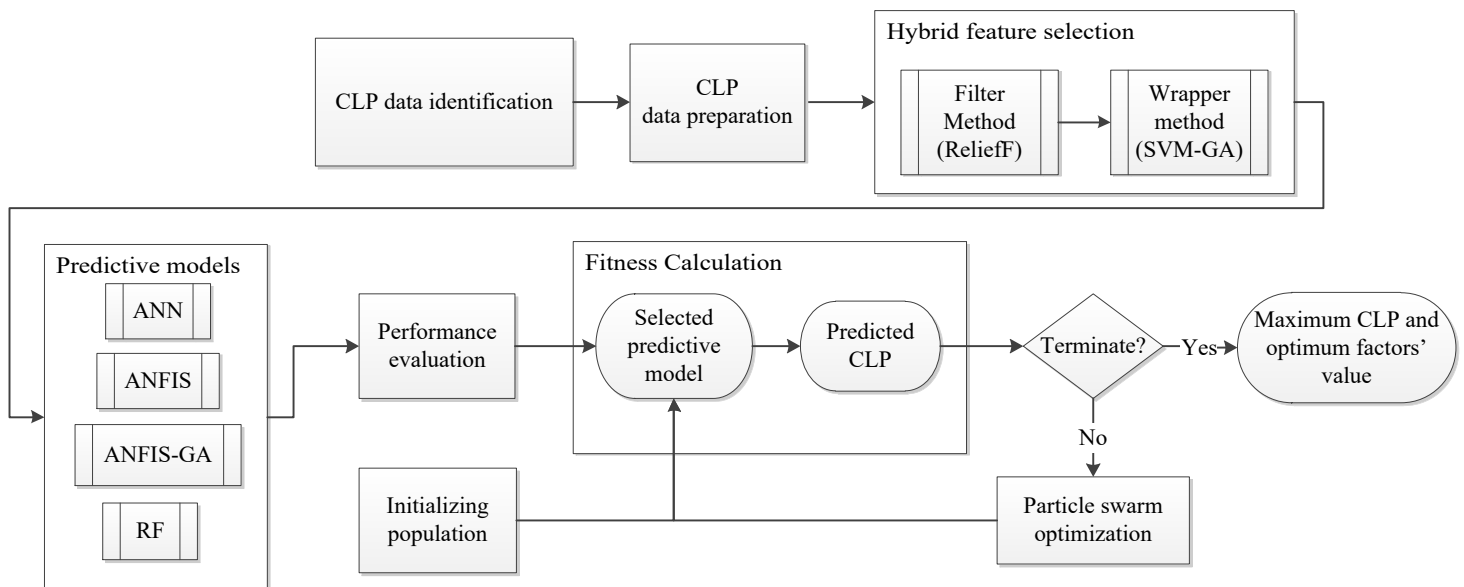 Hybrid feature selection
CLP data identification
CLP
data preparation
Filter
Method
(ReliefF)
Wrapper
method
(SVM-GA)
Predictive models
ANN
ANFIS
ANFIS-GA
RF
Performance
evaluation
Fitness Calculation
Selected
predictive
model
Predicted
CLP
Terminate?
Yes
Maximum CLP and
optimum factors’
value
No
Initializing
population
Particle swarm
optimization